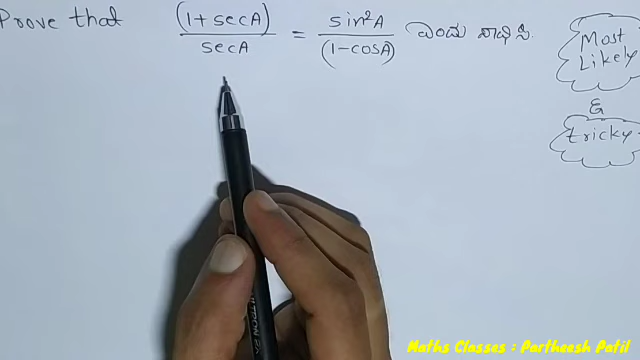 Prove that (1+secA)/secA = sin²A/(1-cosA) ಎಂದು ಸಾಧಿಸಿ.
Most
Likely
&
tricky
Maths Classes : Partheesh Patil